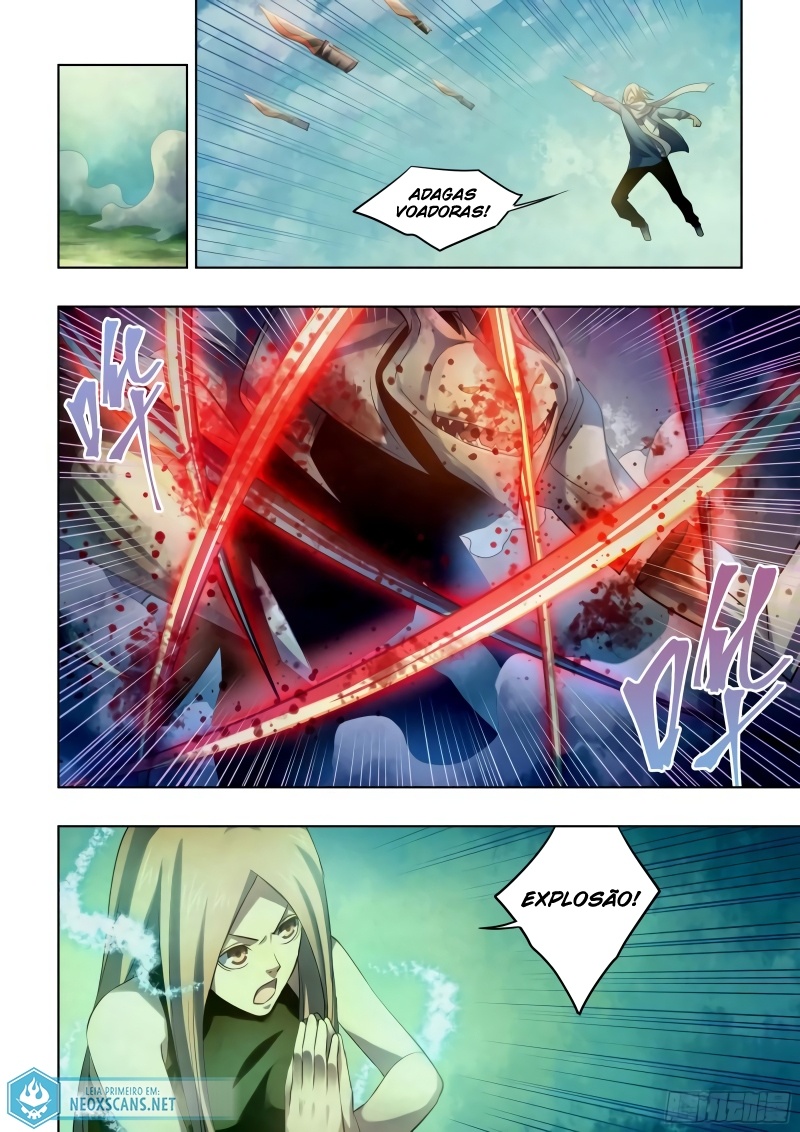 ADAGAS
VOADORAS!
EXPLOSÃO!
LEIA PRIMEIRO EM:
NEOXSCANS.NET